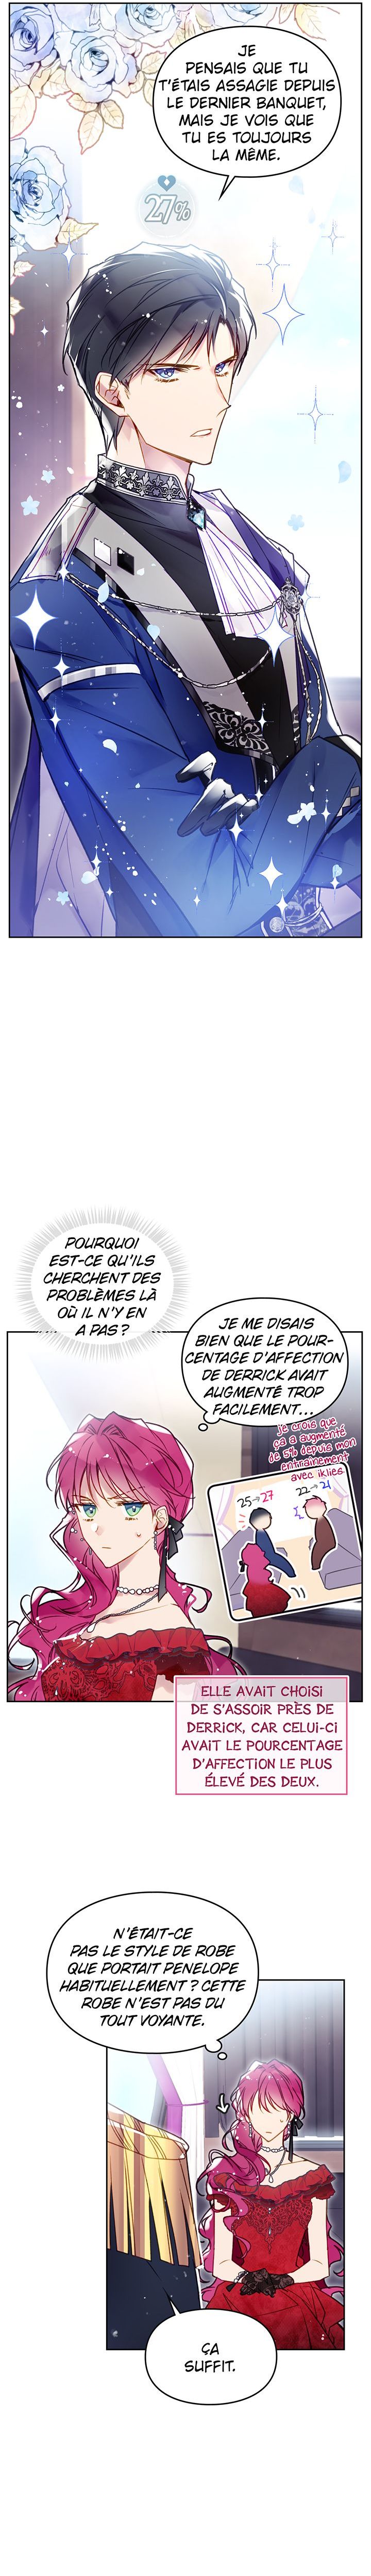 JE
PENSAIS QUE TU
T'ÉTAIS ASSAGIE DEPUIS
LE DERNIER BANQUET,
MAIS JE VOIS QUE
TU ES TOUJOURS
LA MÊME.
27%
POURQUOI
EST-CE QU'ILS
CHERCHENT DES
PROBLÈMES LÀ
OÙ IL N'Y EN
A PAS ?
JE ME DISAIS
BIEN QUE LE POUR-
CENTAGE D'AFFECTION
DE DERRICK AVAIT
AUGMENTÉ TROP
FACILEMENT...
je crois que
ça a augmenté
de 5% depuis mon
entrainement
avec iklies
25→27
22→21
ELLE AVAIT CHOISI
DE S'ASSOIR PRÈS DE
DERRICK, CAR CELUI-CI
AVAIT LE POURCENTAGE
D'AFFECTION LE PLUS
ÉLEVÉ DES DEUX.
N'ÉTAIT-CE
PAS LE STYLE DE ROBE
QUE PORTAIT PENELOPE
HABITUELLEMENT ? CETTE
ROBE N'EST PAS DU
TOUT VOYANTE.
ÇA
SUFFIT.